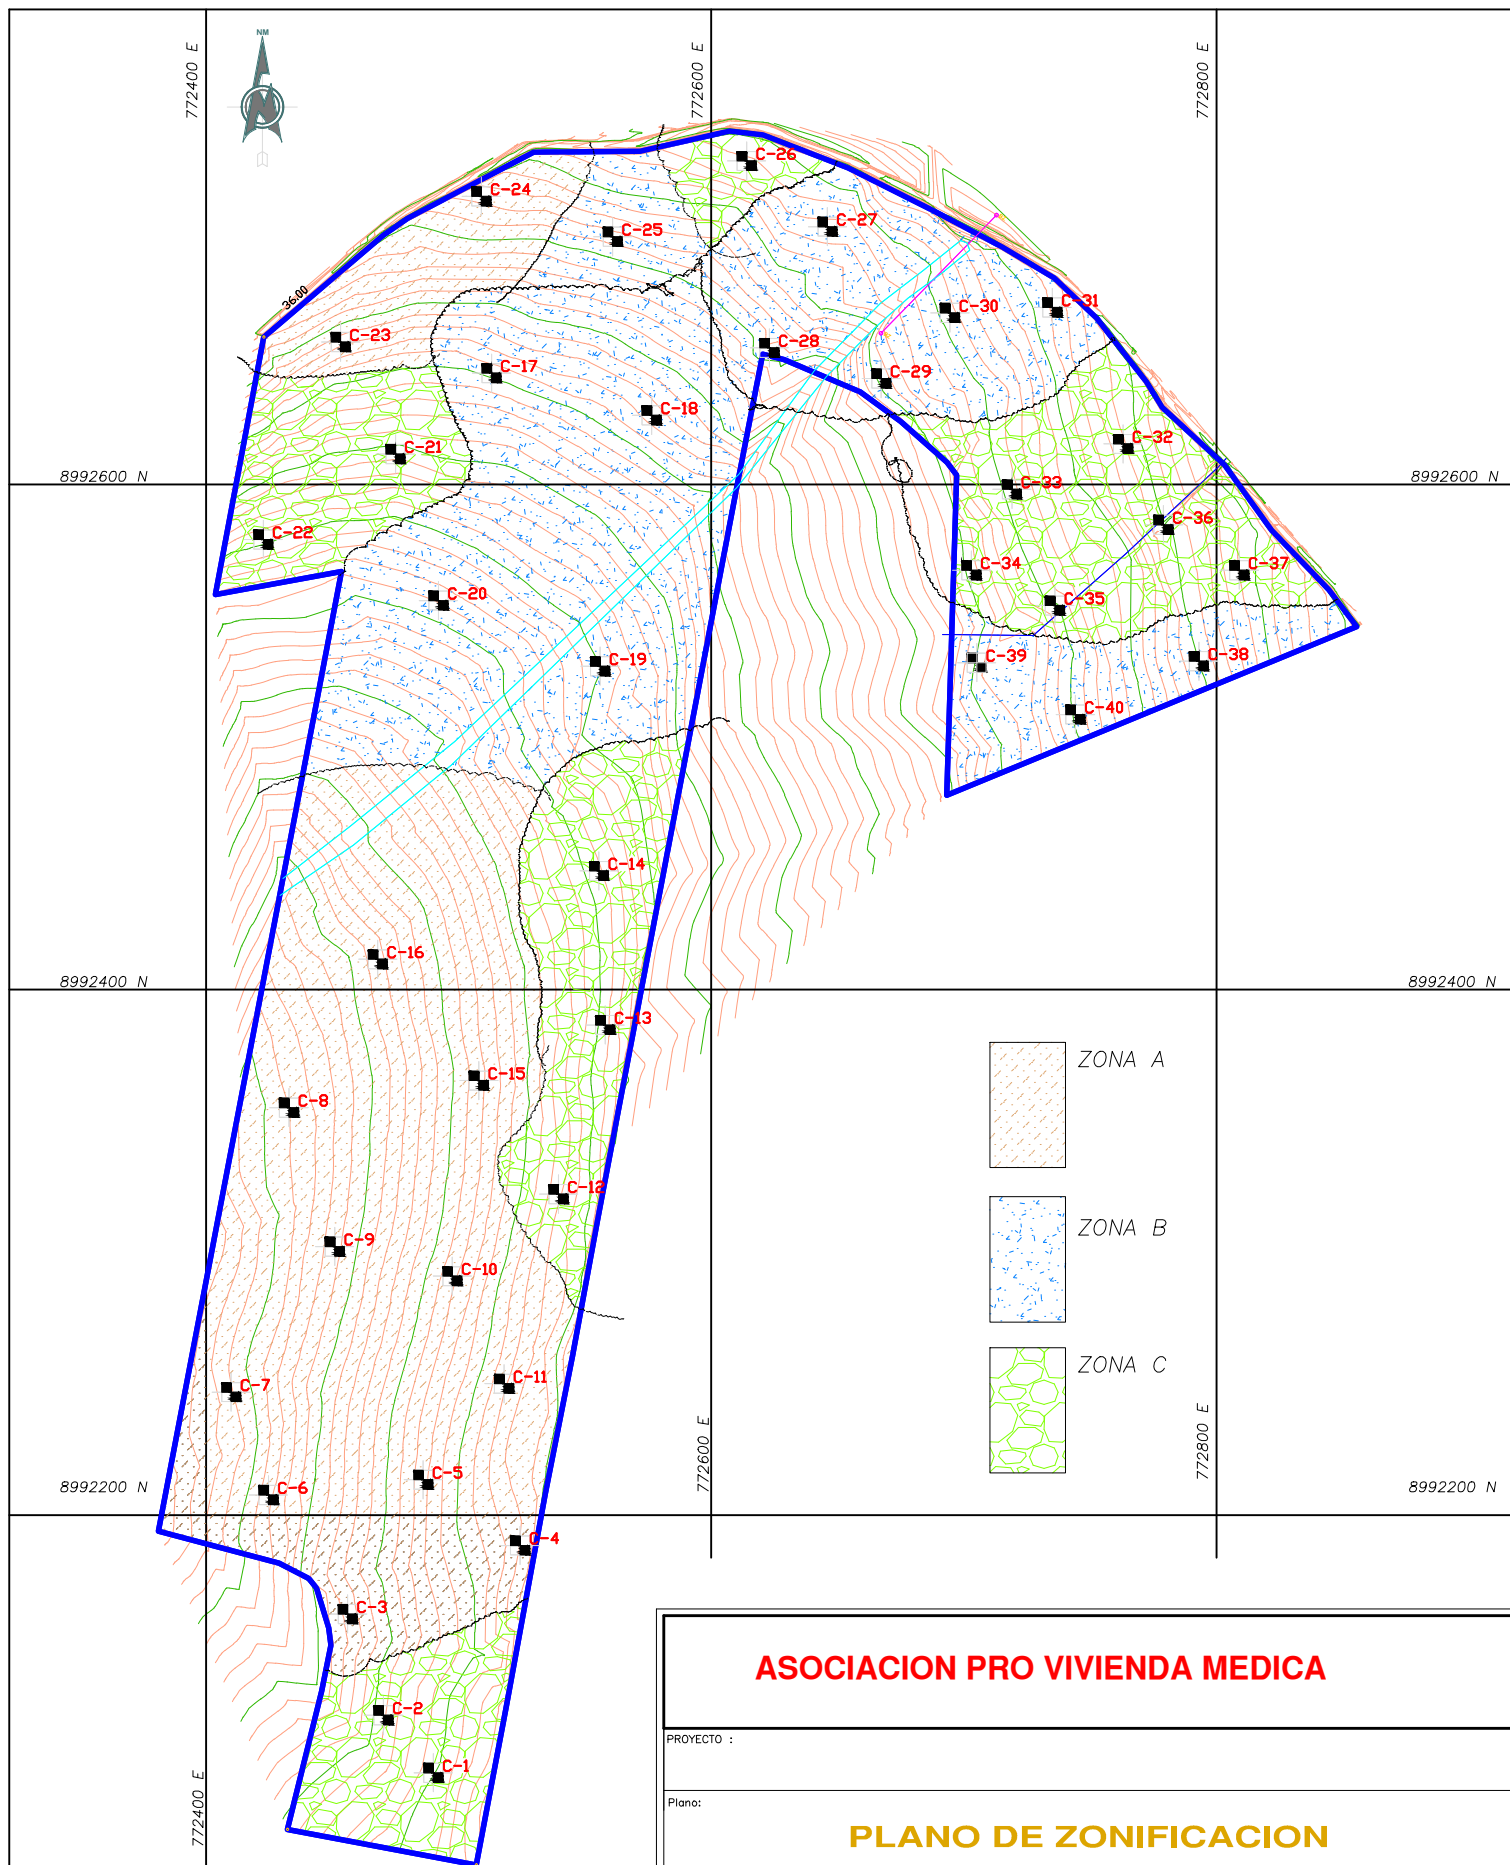 772400 E
772600 E
772800 E
NM
C-26
C-24
C-27
C-25
36.00
C-30
C-31
C-23
C-28
C-17
C-29
C-18
C-32
C-21
8992600 N
8992600 N
C-33
C-36
C-22
C-34
C-37
C-20
C-35
C-19
C-39
C-38
C-40
C-14
C-16
8992400 N
8992400 N
C-13
ZONA A
C-15
C-8
C-12
ZONA B
C-9
C-10
ZONA C
C-11
C-7
772600 E
772800 E
C-5
8992200 N
8992200 N
C-6
C-4
C-3
ASOCIACION PRO VIVIENDA MEDICA
C-2
PROYECTO :
C-1
772400 E
Plano:
PLANO DE ZONIFICACION